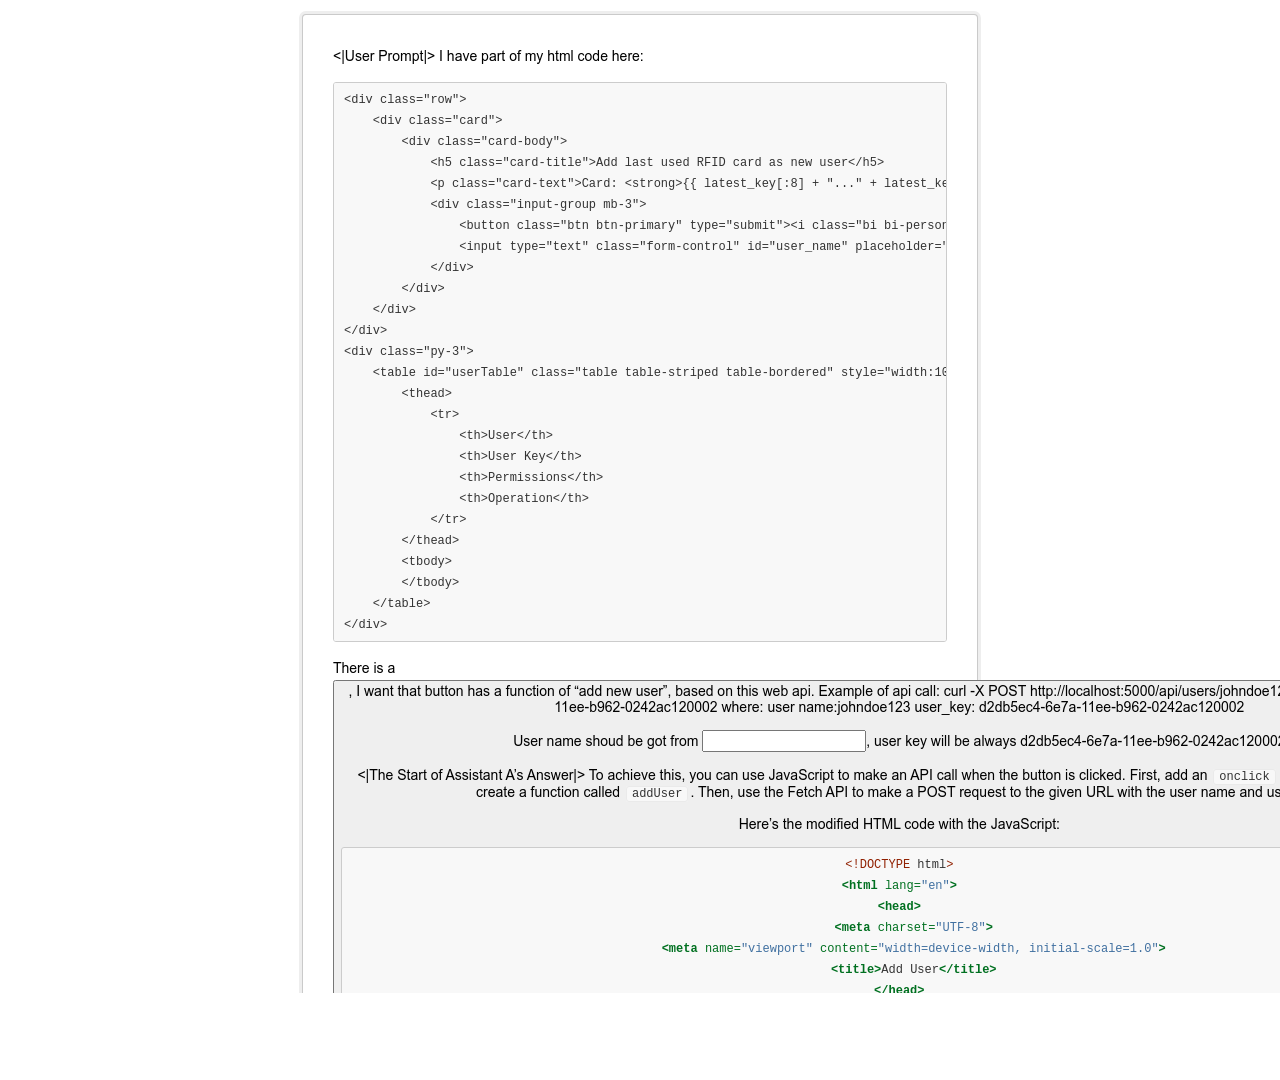 <|User Prompt|> I have part of my html code here:
<div class="row">
<div class="card">
<div class="card-body">
<h5 class="card-title">Add last used RFID card as new user</h5>
<p class="card-text">Card: <strong>{{ latest_key[:8] + "..." + latest_ke
<div class="input-group mb-3">
<button class="btn btn-primary" type="submit"><i class="bi bi-person
<input type="text" class="form-control" id="user_name" placeholder="
</div>
</div>
</div>
</div>
<div class="py-3">
<table id="userTable" class="table table-striped table-bordered" style="width:10
<thead>
<tr>
<th>User</th>
<th>User Key</th>
<th>Permissions</th>
<th>Operation</th>
</tr>
</thead>
<tbody>
</tbody>
</table>
</div>
There is a
, I want that button has a function of “add new user”, based on this web api. Example of api call: curl -X POST http://localhost:5000/api/users/johndoe12
11ee-b962-0242ac120002 where: user name:johndoe123 user_key: d2db5ec4-6e7a-11ee-b962-0242ac120002
User name shoud be got from , user key will be always d2db5ec4-6e7a-11ee-b962-0242ac120002
<|The Start of Assistant A’s Answer|> To achieve this, you can use JavaScript to make an API call when the button is clicked. First, add an onclick
create a function called addUser . Then, use the Fetch API to make a POST request to the given URL with the user name and us
Here’s the modified HTML code with the JavaScript:
<!DOCTYPE html>
<html lang="en">
<head>
<meta charset="UTF-8">
<meta name="viewport" content="width=device-width, initial-scale=1.0">
<title>Add User</title>
</head>